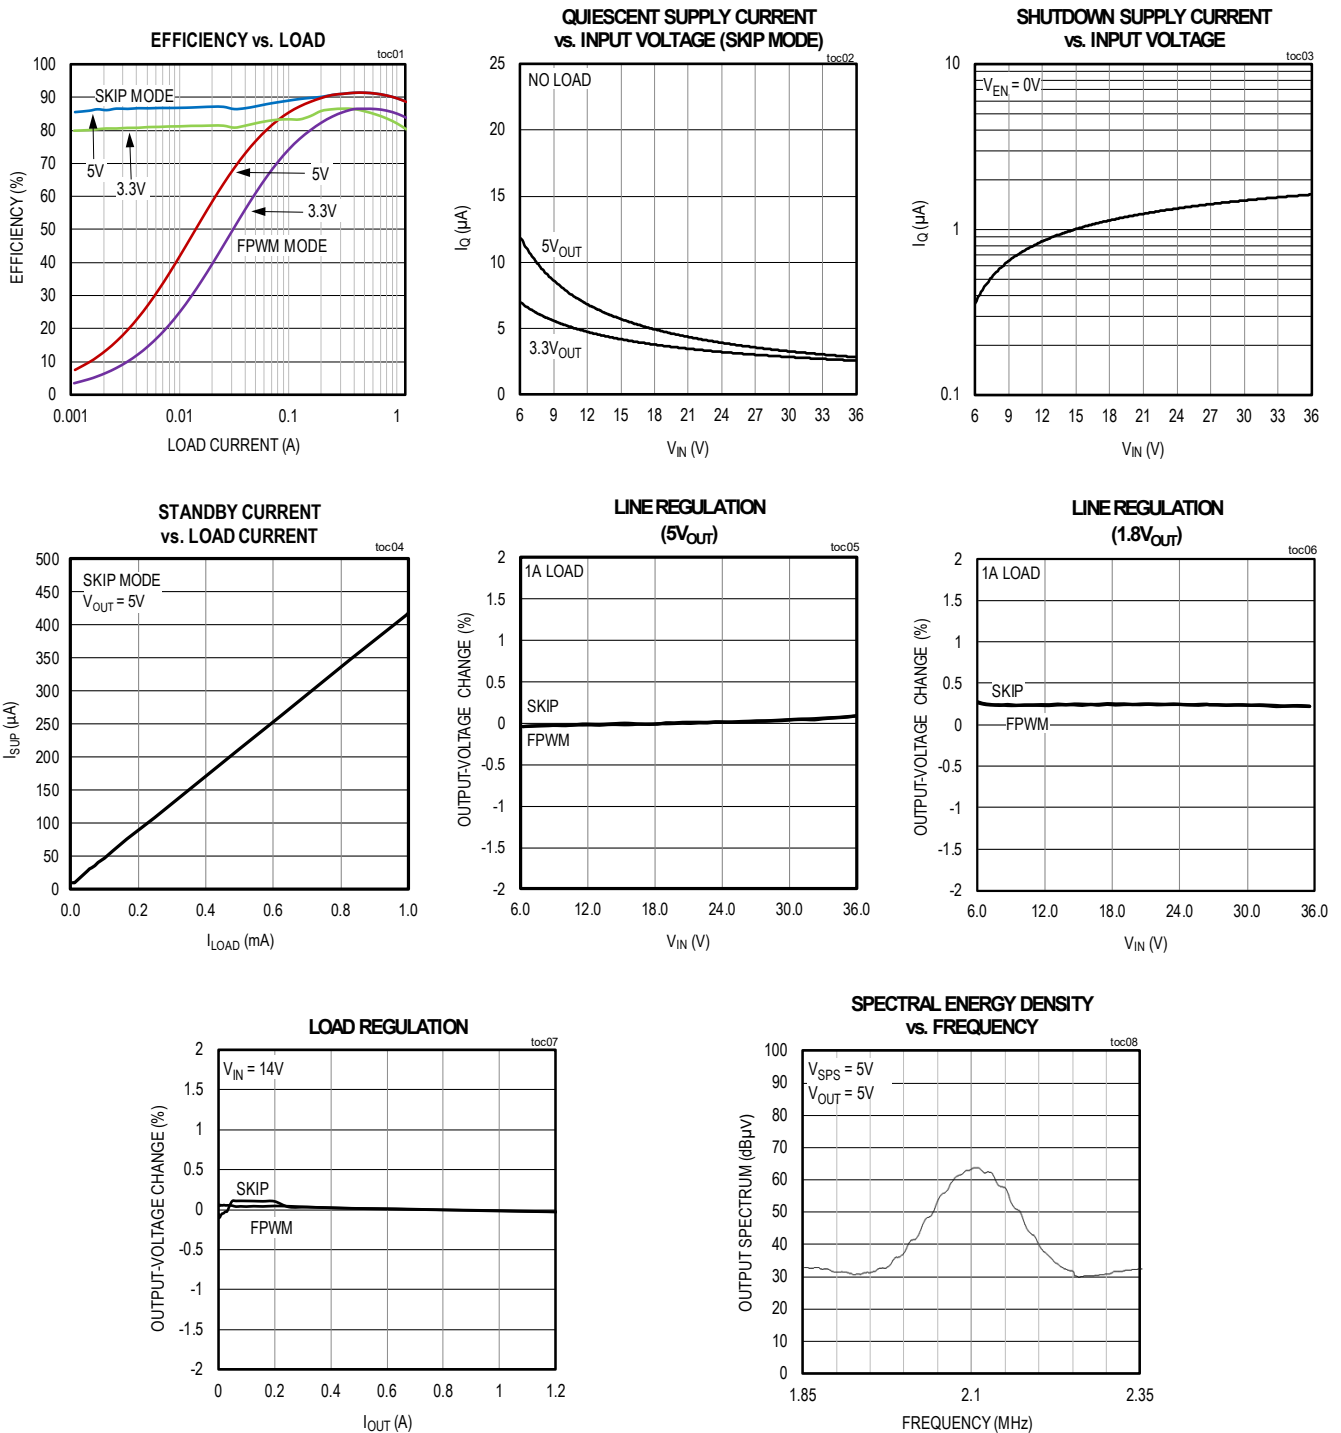 EFFICIENCY vs. LOAD
toc01
100
90
80
70
60
50
40
30
20
10
0
SKIP MODE
5V
3.3V
5V
3.3V
FPWM MODE
EFFICIENCY (%)
0.001
0.01
0.1
1
LOAD CURRENT (A)
QUIESCENT SUPPLY CURRENT
vs. INPUT VOLTAGE (SKIP MODE)
toc02
25
20
15
10
5
0
NO LOAD
5VOUT
3.3VOUT
IQ (µA)
6 9 12 15 18 21 24 27 30 33 36
VIN (V)
SHUTDOWN SUPPLY CURRENT
vs. INPUT VOLTAGE
toc03
10
1
0.1
VEN = 0V
IQ (µA)
6 9 12 15 18 21 24 27 30 33 36
VIN (V)
STANDBY CURRENT
vs. LOAD CURRENT
toc04
500
450
400
350
300
250
200
150
100
50
0
SKIP MODE
VOUT = 5V
ISUP (µA)
0.0 0.2 0.4 0.6 0.8 1.0
ILOAD (mA)
LINE REGULATION
(5VOUT)
toc05
2
1.5
1
0.5
0
-0.5
-1
-1.5
-2
1A LOAD
SKIP
FPWM
OUTPUT-VOLTAGE CHANGE (%)
6.0 12.0 18.0 24.0 30.0 36.0
VIN (V)
LINE REGULATION
(1.8VOUT)
toc06
2
1.5
1
0.5
0
-0.5
-1
-1.5
-2
1A LOAD
SKIP
FPWM
OUTPUT-VOLTAGE CHANGE (%)
6.0 12.0 18.0 24.0 30.0 36.0
VIN (V)
LOAD REGULATION
toc07
2
1.5
1
0.5
0
-0.5
-1
-1.5
-2
VIN = 14V
SKIP
FPWM
OUTPUT-VOLTAGE CHANGE (%)
0 0.2 0.4 0.6 0.8 1 1.2
IOUT (A)
SPECTRAL ENERGY DENSITY
vs. FREQUENCY
toc08
100
90
80
70
60
50
40
30
20
10
0
VSPS = 5V
VOUT = 5V
OUTPUT SPECTRUM (dBµV)
1.85 2.1 2.35
FREQUENCY (MHz)